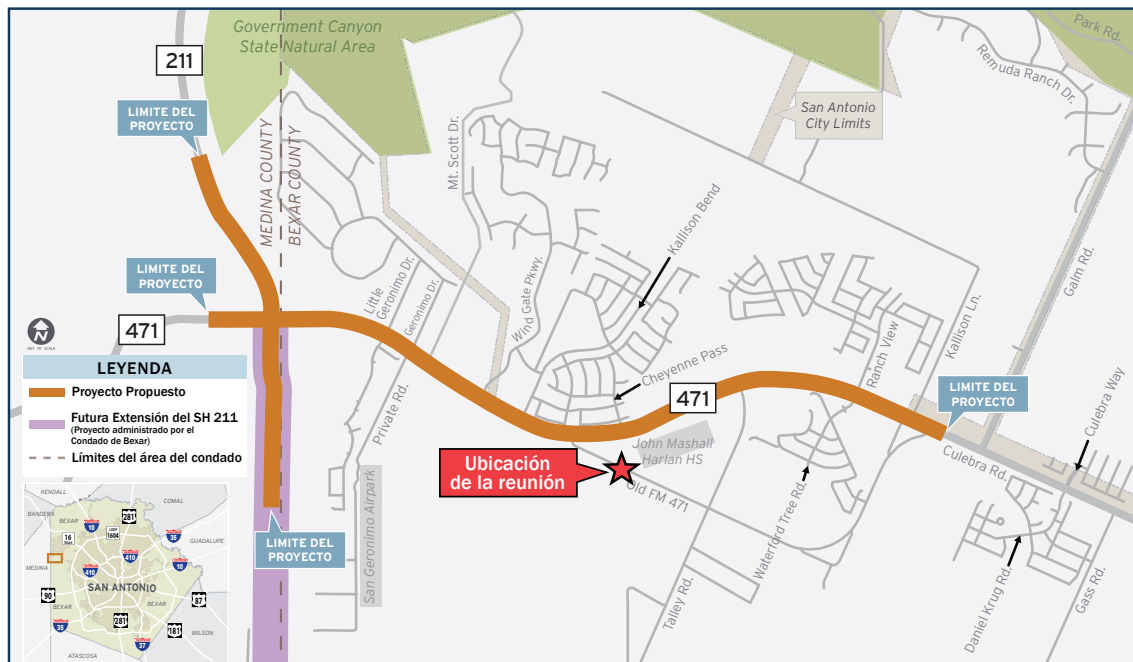 Government Canyon
State Natural Area
211
LIMITE DEL
PROYECTO
MEDINA COUNTY
BEXAR COUNTY
Park Rd.
Remuda Ranch Dr.
San Antonio
City Limits
Mt. Scott Dr.
Kallison Bend
Galm Rd.
LIMITE DEL
PROYECTO
471
Little
Geronimo Dr.
Geronimo Dr.
Wind Gate Pkwy.
Kallison Ln.
Ranch View
Cheyenne Pass
471
LIMITE DEL
PROYECTO
Culebra Way
Culebra Rd.
N
NOT TO SCALE
LEYENDA
Proyecto Propuesto
Futura Extensión del SH 211
(Proyecto administrado por el
Condado de Bexar)
Límites del área del condado
Private Rd.
John Mashall
Harlan HS
Ubicación
de la reunión
Old FM 471
San Geronimo Airpark
LIMITE DEL
PROYECTO
Talley Rd.
Waterford Tree Rd.
Daniel Krug Rd.
Gass Rd.
KENDALL
COMAL
BANDERA
BEXAR
10
281
LOOP
1604
35
16
GUADALUPE
410
MEDINA
410
10
SAN ANTONIO
90
BEXAR
BEXAR
87
281
35
181
WILSON
37
ATASCOSA